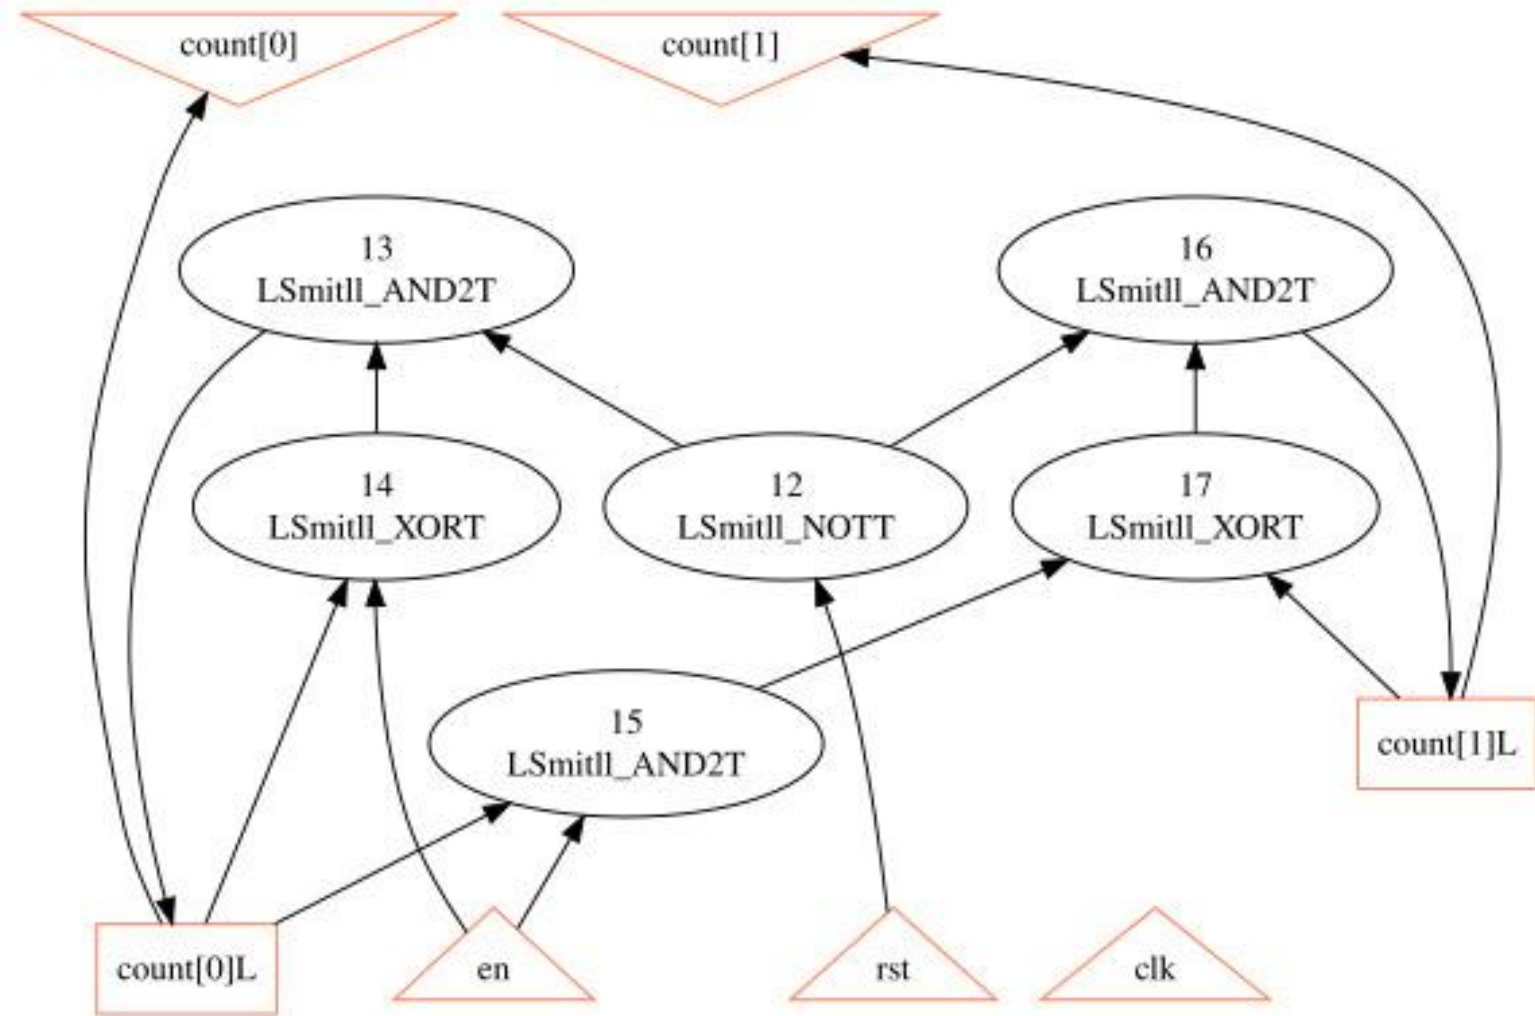 count[0]
count[1]
13
LSmitll_AND2T
16
LSmitll_AND2T
14
LSmitll_XORT
12
LSmitll_NOTT
17
LSmitll_XORT
15
LSmitll_AND2T
count[1]L
count[0]L
en
rst
clk